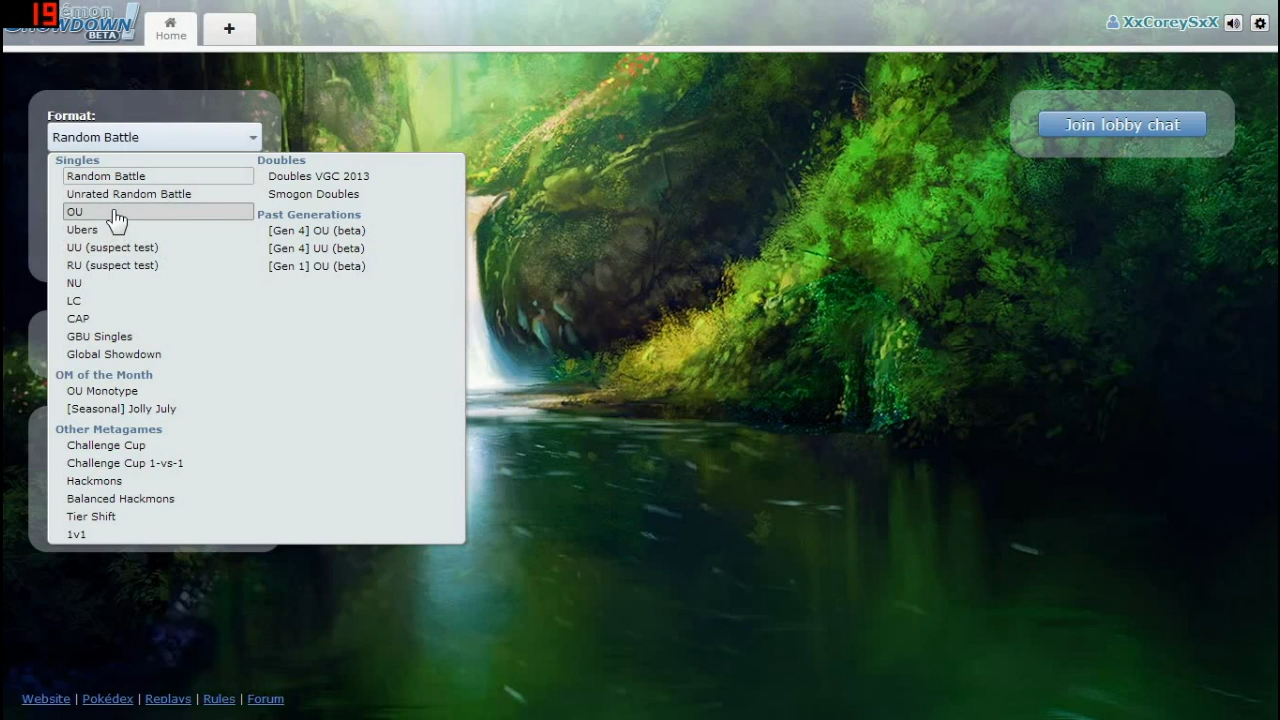 19
émon
SHOWDOWN!
BETA
Home
+
XxCoreySxX
Format:
Random Battle
Singles
Random Battle
Unrated Random Battle
OU
Ubers
UU (suspect test)
RU (suspect test)
NU
LC
CAP
GBU Singles
Global Showdown
OM of the Month
OU Monotype
[Seasonal] Jolly July
Other Metagames
Challenge Cup
Challenge Cup 1-vs-1
Hackmons
Balanced Hackmons
Tier Shift
1v1
Doubles
Doubles VGC 2013
Smogon Doubles
Past Generations
[Gen 4] OU (beta)
[Gen 4] UU (beta)
[Gen 1] OU (beta)
Join lobby chat
Website | Pokédex | Replays | Rules | Forum